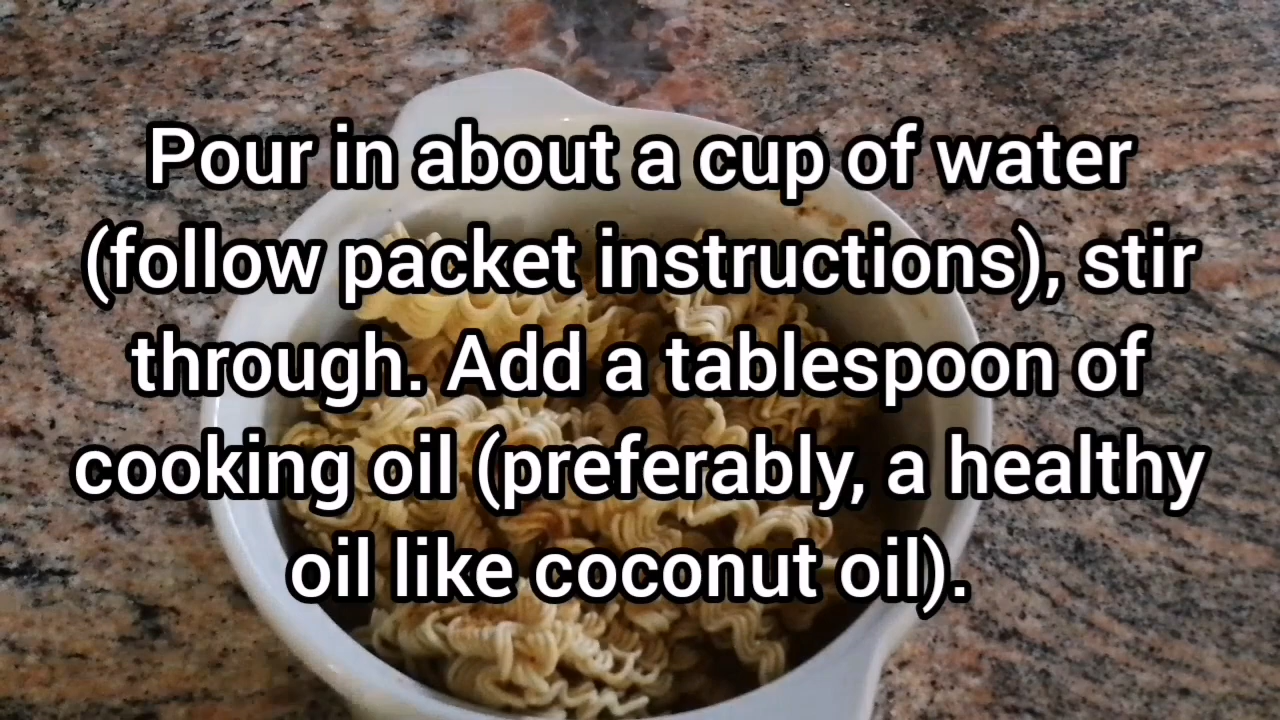 Pour in about a cup of water
(follow packet instructions), stir
through. Add a tablespoon of
cooking oil (preferably, a healthy
oil like coconut oil).